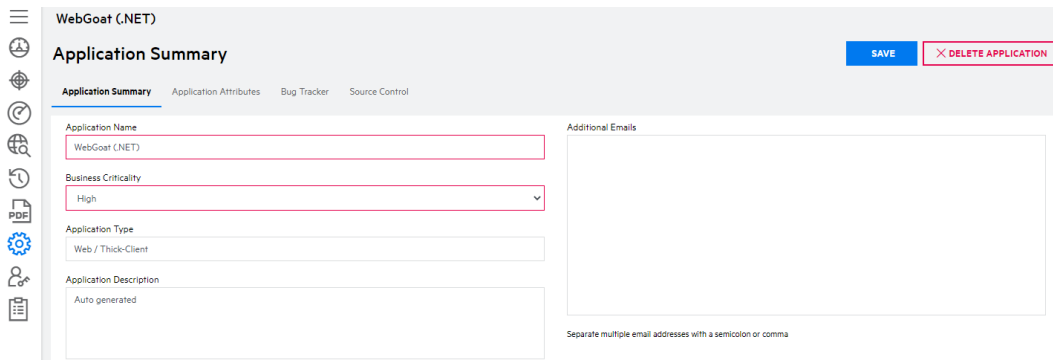 WebGoat (.NET)
Application Summary
SAVE
DELETE APPLICATION
Application Summary
Application Attributes
Bug Tracker
Source Control
Application Name
WebGoat (.NET)
Business Criticality
High
Application Type
Web / Thick-Client
Application Description
Auto generated
Additional Emails
Separate multiple email addresses with a semicolon or comma
PDF